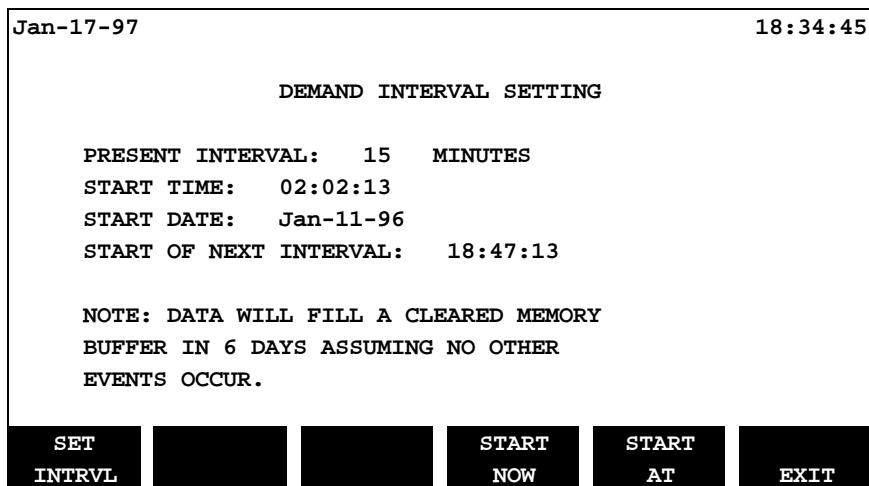 Jan-17-97 18:34:45
DEMAND INTERVAL SETTING
PRESENT INTERVAL: 15 MINUTES
START TIME: 02:02:13
START DATE: Jan-11-96
START OF NEXT INTERVAL: 18:47:13
NOTE: DATA WILL FILL A CLEARED MEMORY
BUFFER IN 6 DAYS ASSUMING NO OTHER
EVENTS OCCUR.
SET START START
INTRVL NOW AT EXIT